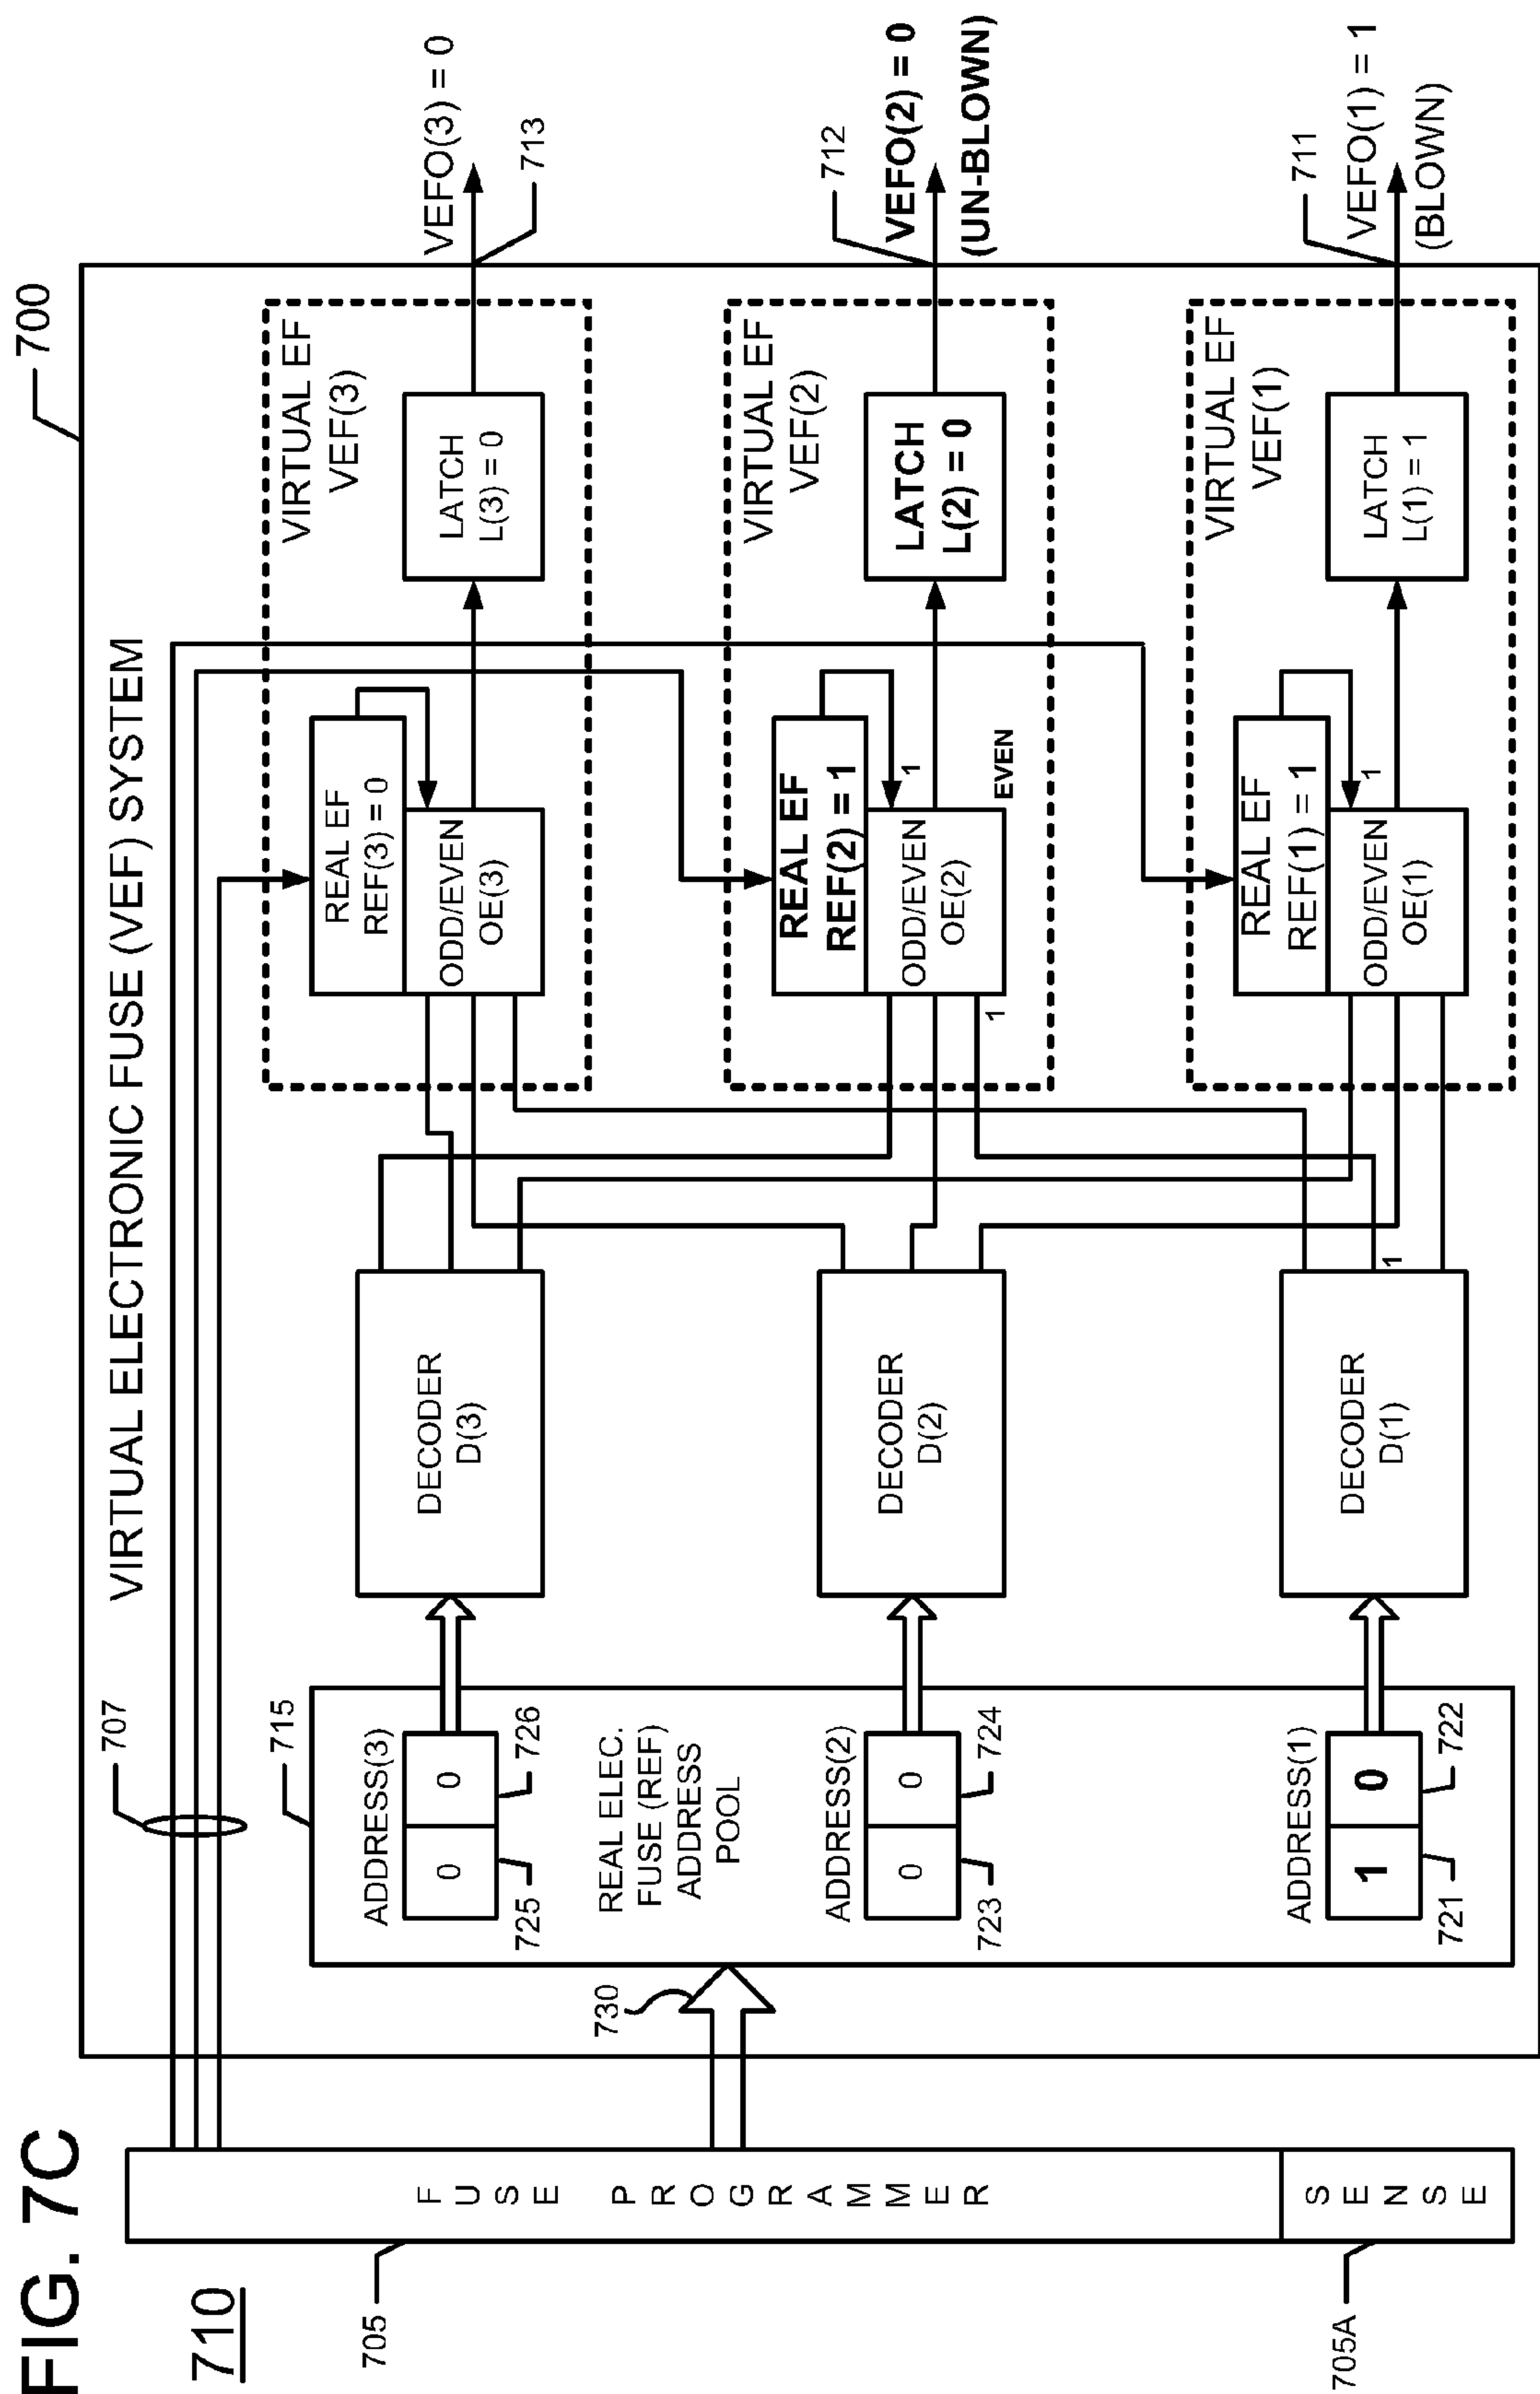 FIG. 7C
710
700
VIRTUAL ELECTRONIC FUSE (VEF) SYSTEM
707
705
FUSE PROGRAMMER
705A
SENSE
730
715
ADDRESS(3)
0 0
725
726
REAL ELEC.
FUSE (REF)
ADDRESS
POOL
ADDRESS(2)
0 0
723
724
ADDRESS(1)
1 0
721
722
DECODER
D(3)
DECODER
D(2)
DECODER
D(1)
1
VIRTUAL EF
VEF(3)
REAL EF
REF(3) = 0
ODD/EVEN
OE(3)
LATCH
L(3) = 0
VEFO(3) = 0
713
VIRTUAL EF
VEF(2)
REAL EF
REF(2) = 1
ODD/EVEN
OE(2)
1
1
EVEN
LATCH
L(2) = 0
712
VEFO(2) = 0
(UN-BLOWN)
VIRTUAL EF
VEF(1)
REAL EF
REF(1) = 1
ODD/EVEN
OE(1)
1
LATCH
L(1) = 1
711
VEFO(1) = 1
(BLOWN)